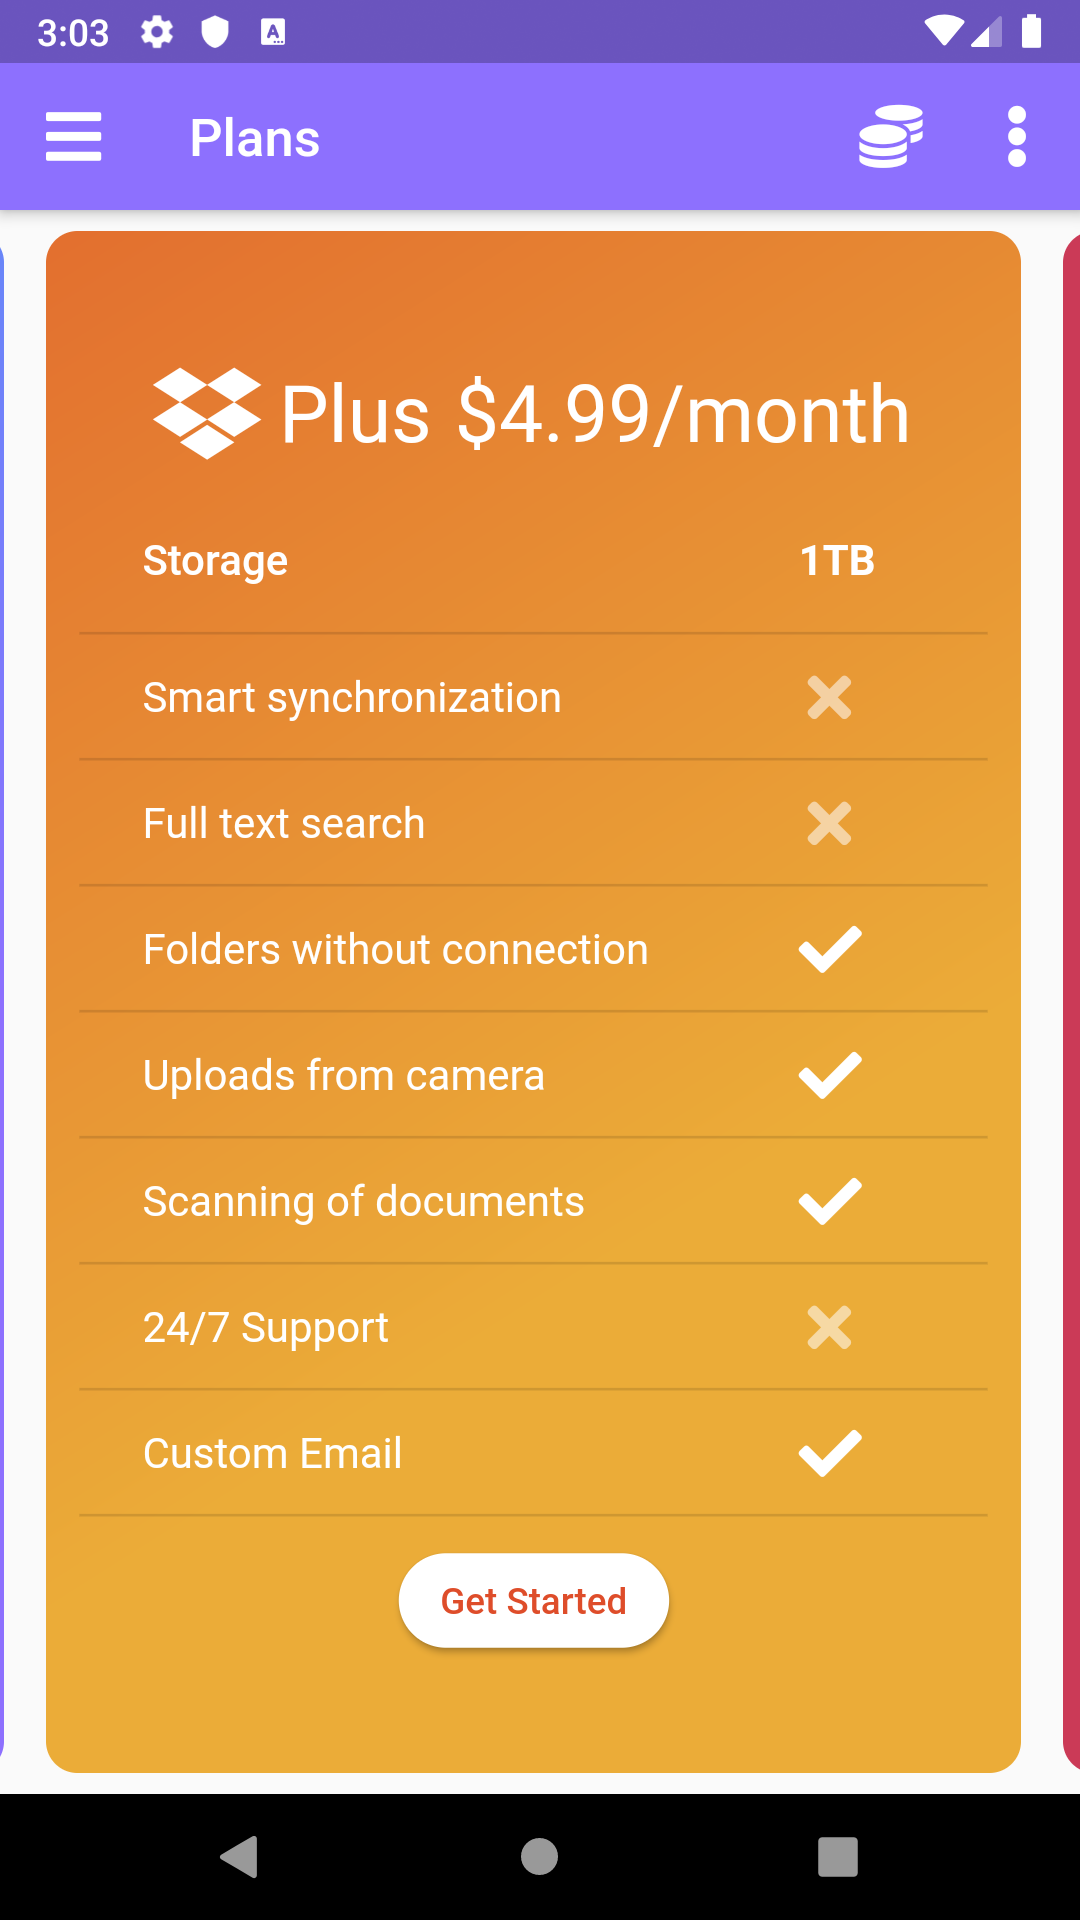 3:03
Plans
Plus $4.99/month
Storage 1TB
Smart synchronization
Full text search
Folders without connection
Uploads from camera
Scanning of documents
24/7 Support
Custom Email
Get Started